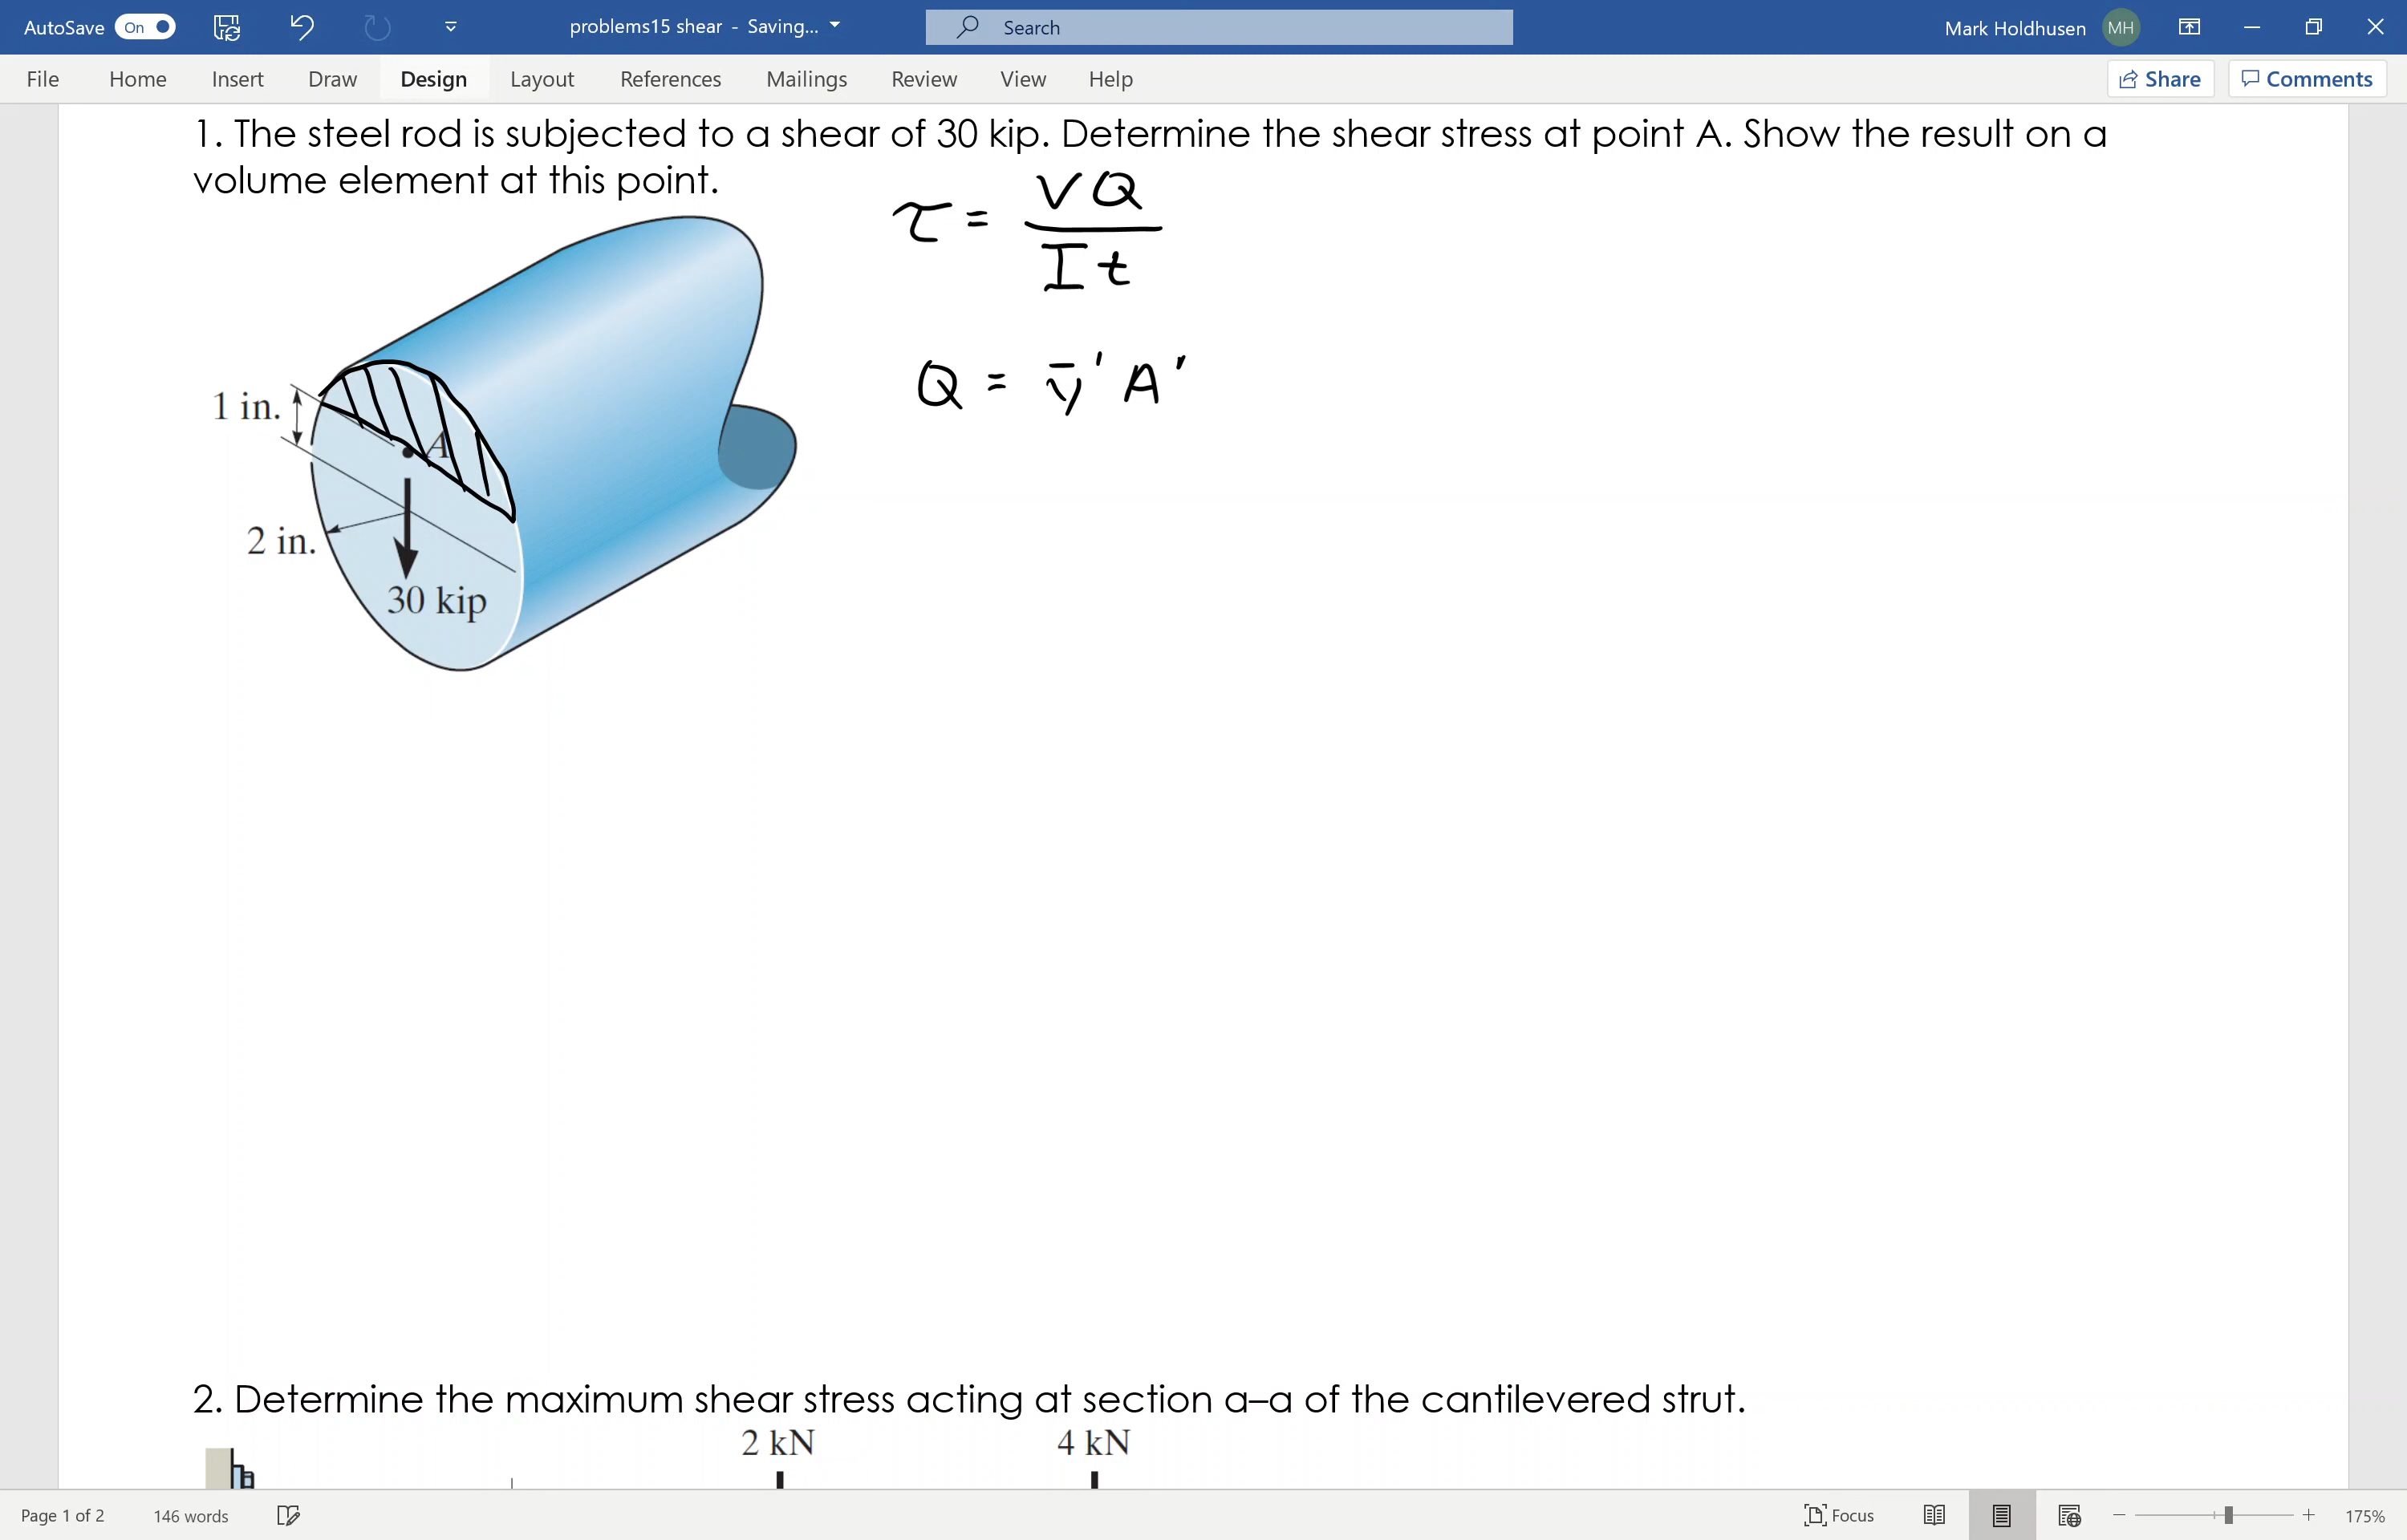 AutoSave On problems15 shear - Saving... Search Mark Holdhusen MH
File Home Insert Draw Design Layout References Mailings Review View Help Share Comments
1. The steel rod is subjected to a shear of 30 kip. Determine the shear stress at point A. Show the result on a
volume element at this point.
τ = VQ / It
Q = ȳ' A'
1 in.
A
2 in.
30 kip
2. Determine the maximum shear stress acting at section a–a of the cantilevered strut.
2 kN 4 kN
Page 1 of 2 146 words Focus 175%